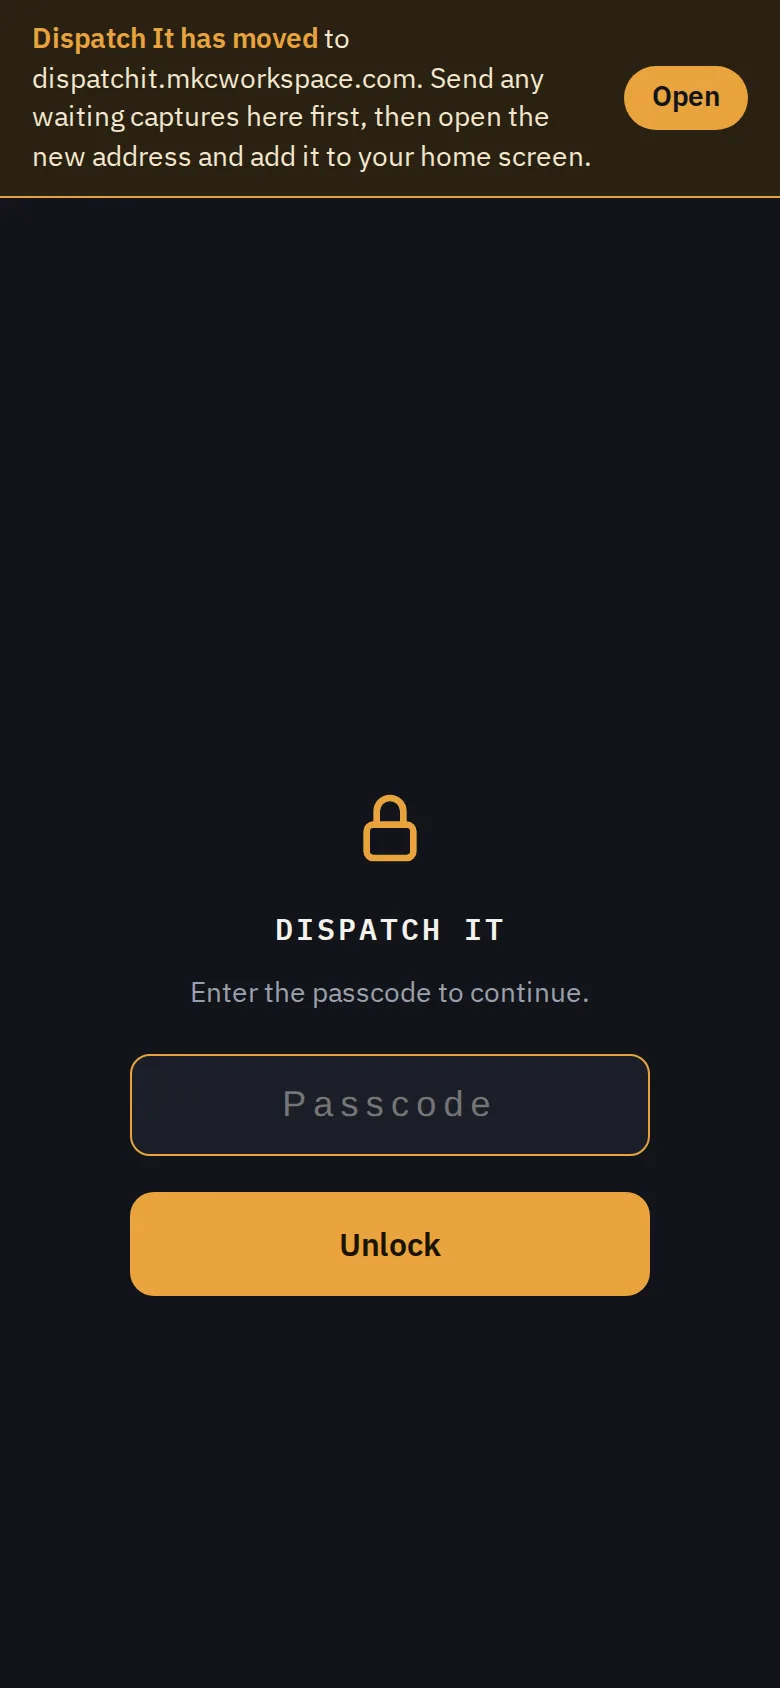 Dispatch It has moved to
dispatchit.mkcworkspace.com. Send any
waiting captures here first, then open the
new address and add it to your home screen.
Open
DISPATCH IT
Enter the passcode to continue.
Passcode
Unlock